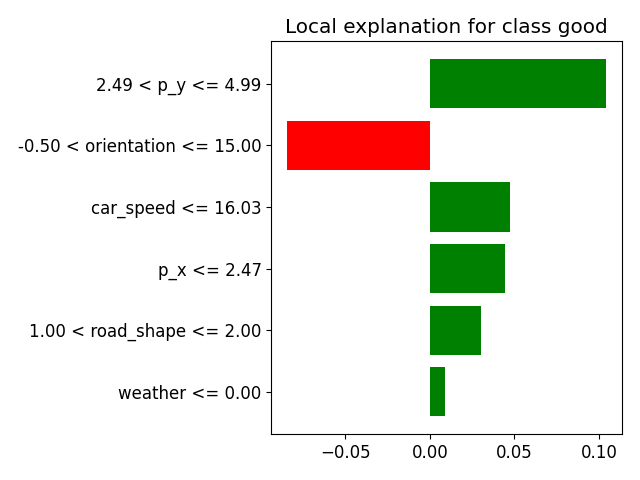 Local explanation for class good
2.49 < p_y <= 4.99
-0.50 < orientation <= 15.00
car_speed <= 16.03
p_x <= 2.47
1.00 < road_shape <= 2.00
weather <= 0.00
−0.05 0.00 0.05 0.10